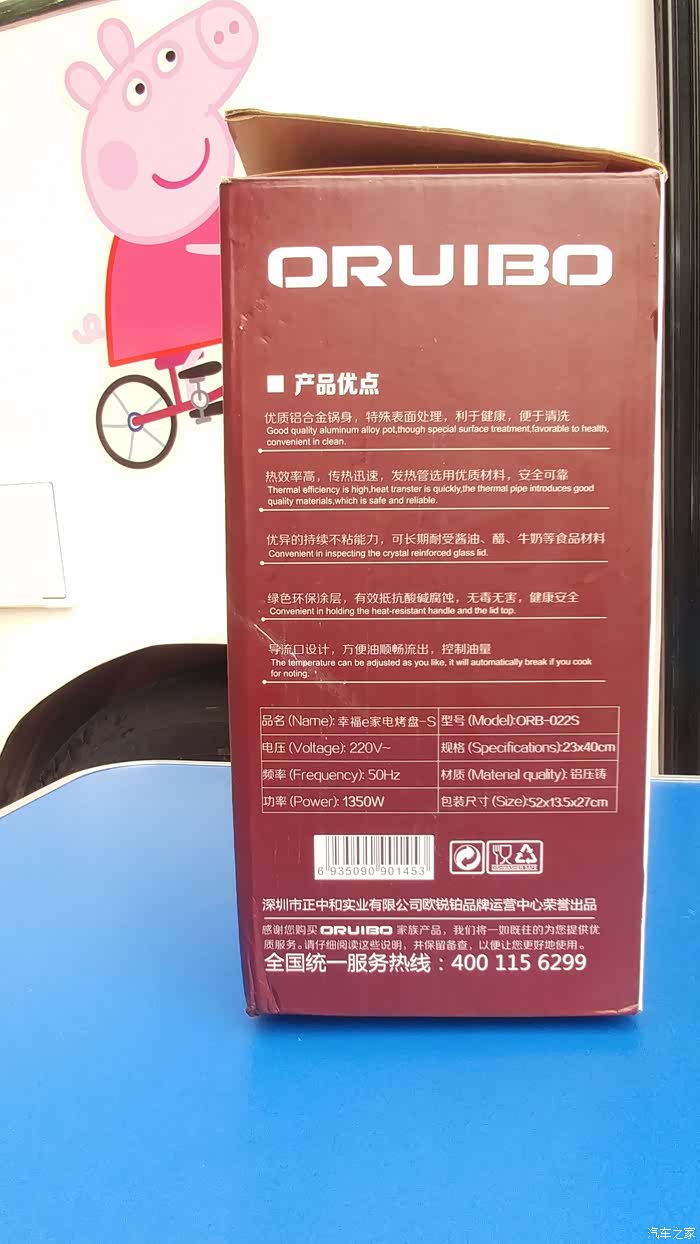 ORUIBO
产品优点
优质铝合金锅身，特殊表面处理，利于健康，便于清洗
Good quality aluminum alloy pot,though special surface treatment,favorable to health,
convenient in clean.
热效率高，传热迅速，发热管选用优质材料，安全可靠
Thermal efficiency is high,heat transter is quickly,the thermal pipe introduces good
quality materials,which is safe and reliable.
优异的持续不粘能力，可长期耐受酱油、醋、牛奶等食品材料
Convenient in inspecting the crystal reinforced glass lid.
绿色环保涂层，有效抵抗酸碱腐蚀，无毒无害，健康安全
Convenient in holding the heat-resistant handle and the lid top.
导流口设计，方便油顺畅流出，控制油量
The temperature can be adjusted as you like, it will automatically break if you cook
for noting.
品名 (Name): 幸福e家电烤盘-S 型号 (Model):ORB-022S
电压 (Voltage): 220V~ 规格 (Specifications):23x40cm
频率 (Frequency): 50Hz 材质 (Material quality): 铝压铸
功率 (Power): 1350W 包装尺寸 (Size):52x13.5x27cm
6 935090 901453
DISHWASHER SAFE
深圳市正中和实业有限公司欧锐铂品牌运营中心荣誉出品
感谢您购买 ORUIBO 家族产品，我们将一如既往的为您提供优
质服务。请仔细阅读这些说明，并保留备查，以便让您更好地使用。
全国统一服务热线：400 115 6299
汽车之家